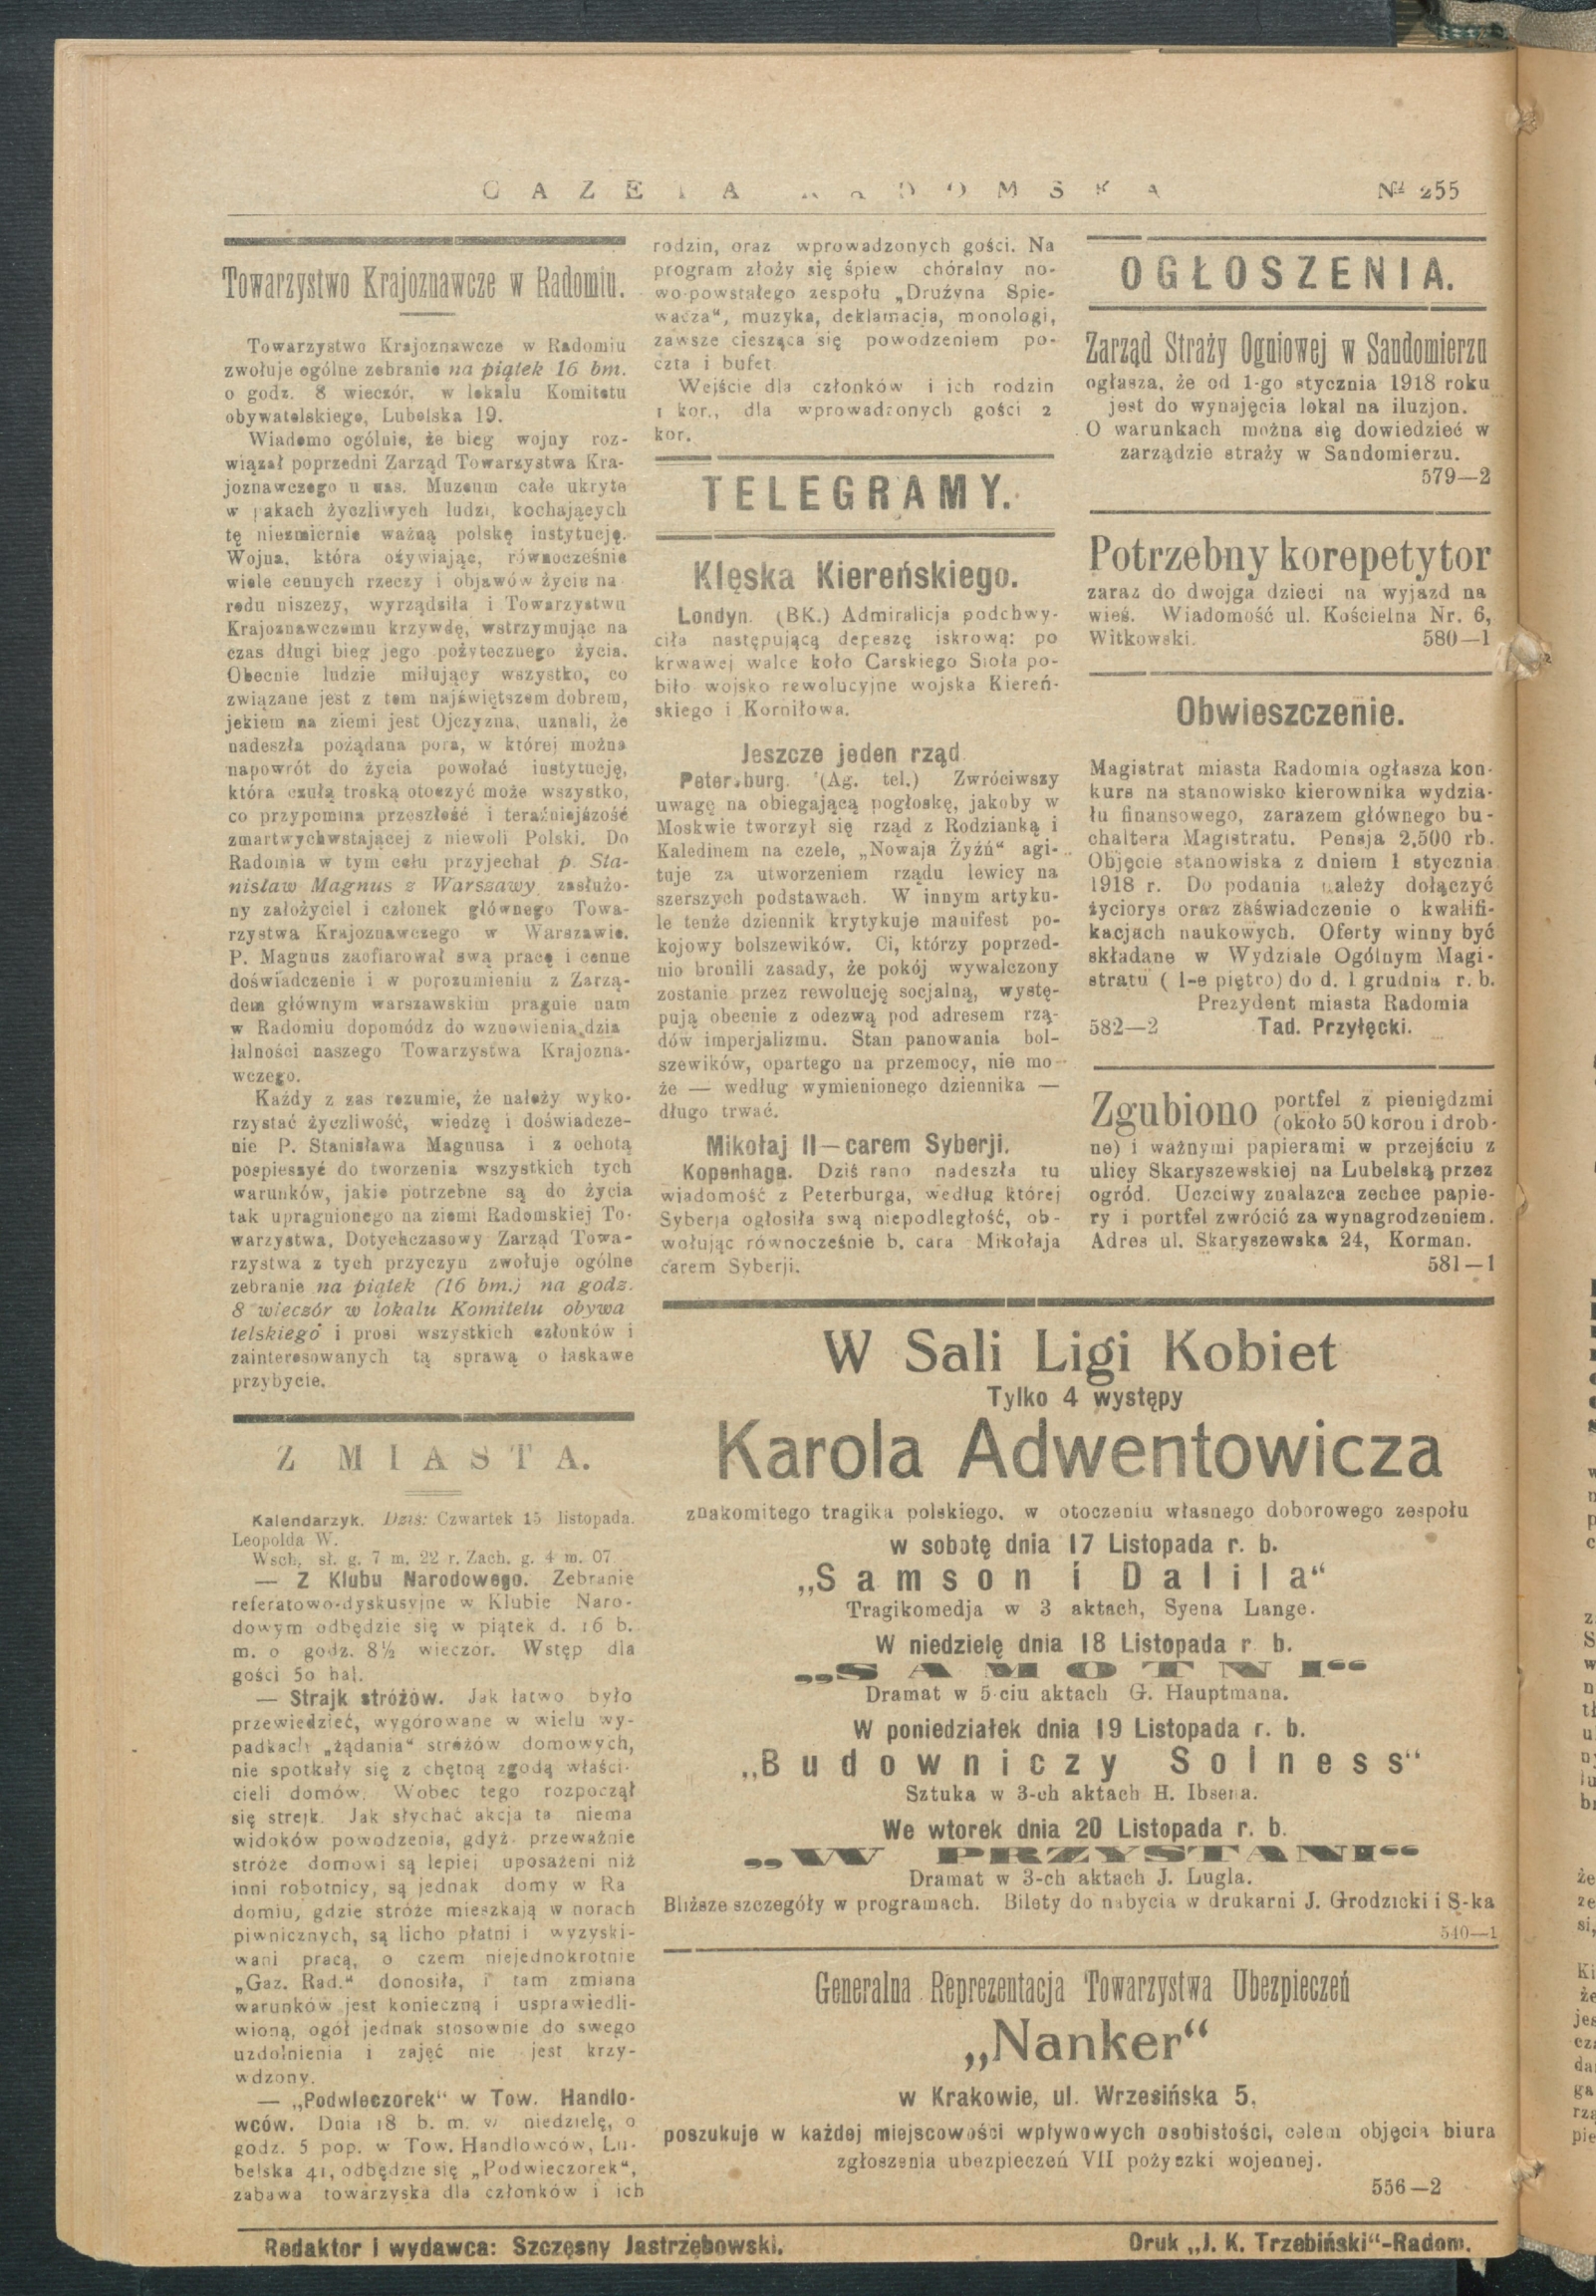 GAZETA RADOMSKA № 255
Towarzystwo Krajoznawcze w Radomiu.
Towarzystwo Krajoznawcze w Radomiu
zwołuje ogólne zebranie na piątek 16 bm.
o godz. 8 wieczór, w lokalu Komitetu
obywatelskiego, Lubelska 19.
Wiadomo ogólnie, że bieg wojny roz-
wiązał poprzedni Zarząd Towarzystwa Kra-
joznawczego u nas. Muzeum całe ukryte
w pakach życzliwych ludzi, kochających
tę niezmiernie ważną polskę instytucję.
Wojna, która ożywiając, równocześnie
wiele cennych rzeczy i objawów życia na
rodu niszczy, wyrządziła i Towarzystwu
Krajoznawczemu krzywdę, wstrzymując na
czas długi bieg jego pożytecznego życia.
Obecnie ludzie miłujący wszystko, co
związane jest z tem najświętszem dobrem,
jakiem na ziemi jest Ojczyzna, uznali, że
nadeszła pożądana pora, w której można
napowrót do życia powołać instytucję,
która czułą troską otoczyć może wszystko,
co przypomina przeszłość i teraźniejszość
zmartwychwstającej z niewoli Polski. Do
Radomia w tym celu przyjechał p. Sta-
nisław Magnus z Warszawy zasłużo-
ny założyciel i członek głównego Towa-
rzystwa Krajoznawczego w Warszawie.
P. Magnus zaofiarował swą pracę i cenne
doświadczenie i w porozumieniu z Zarzą-
dem głównym warszawskim pragnie nam
w Radomiu dopomódz do wznowienia dzia
łalności naszego Towarzystwa Krajozna-
wczego.
Każdy z zas rozumie, że należy wyko-
rzystać życzliwość, wiedzę i doświadcze-
nie P. Stanisława Magnusa i z ochotą
pospieszyć do tworzenia wszystkich tych
warunków, jakie potrzebne są do życia
tak upragnionego na ziemi Radomskiej To-
warzystwa. Dotychczasowy Zarząd Towa-
rzystwa z tych przyczyn zwołuje ogólne
zebranie na piątek (16 bm.) na godz.
8 wieczór w lokalu Komitetu obywa
telskiego i prosi wszystkich członków i
zainteresowanych tą sprawą o łaskawe
przybycie.
Z MIASTA.
Kalendarzyk. Dziś: Czwartek 15 listopada.
Leopolda W.
Wsch. sł. g. 7 m. 22 r. Zach. g. 4 m. 07
— Z Klubu Narodowego. Zebranie
referatowo-dyskusyjne w Klubie Naro-
dowym odbędzie się w piątek d. 16 b.
m. o godz. 8½ wieczór. Wstęp dla
gości 50 hal.
— Strajk stróżów. Jak łatwo było
przewiedzieć, wygórowane w wielu wy-
padkach „żądania“ stróżów domowych,
nie spotkały się z chętną zgodą właści-
cieli domów. Wobec tego rozpoczął
się strejk. Jak słychać akcja ta niema
widoków powodzenia, gdyż przeważnie
stróże domowi są lepiej uposażeni niż
inni robotnicy, są jednak domy w Ra
domiu, gdzie stróże mieszkają w norach
piwnicznych, są licho płatni i wyzyski-
wani pracą, o czem niejednokrotnie
„Gaz. Rad.“ donosiła, i tam zmiana
warunków jest konieczną i usprawiedli-
wioną, ogół jednak stosownie do swego
uzdolnienia i zajęć nie jest krzy-
wdzony.
— „Podwieczorek“ w Tow. Handlo-
wców. Dnia 18 b. m. w niedzielę, o
godz. 5 pop. w Tow. Handlowców, Lu-
belska 41, odbędzie się „Podwieczorek“,
zabawa towarzyska dla członków i ich
rodzin, oraz wprowadzonych gości. Na
program złoży się śpiew chóralny no-
wo powstałego zespołu „Drużyna Spie-
wacza“, muzyka, deklamacja, monologi,
zawsze ciesząca się powodzeniem po-
czta i bufet
Wejście dla członków i ich rodzin
1 kor., dla wprowadzonych gości 2
kor.
TELEGRAMY.
Klęska Kiereńskiego.
Londyn. (BK.) Admiralicja podchwy-
ciła następującą depeszę iskrową: po
krwawej walce koło Carskiego Sioła po-
biło wojsko rewolucyjne wojska Kiereń-
skiego i Korniłowa.
Jeszcze jeden rząd
Petersburg. (Ag. tel.) Zwróciwszy
uwagę na obiegającą pogłoskę, jakoby w
Moskwie tworzył się rząd z Rodzianką i
Kaledinem na czele, „Nowaja Żyźń“ agi-
tuje za utworzeniem rządu lewicy na
szerszych podstawach. W innym artyku-
le tenże dziennik krytykuje manifest po-
kojowy bolszewików. Ci, którzy poprzed-
nio bronili zasady, że pokój wywalczony
zostanie przez rewolucję socjalną, wystę-
pują obecnie z odezwą pod adresem rzą-
dów imperjalizmu. Stan panowania bol-
szewików, opartego na przemocy, nie mo-
że — według wymienionego dziennika —
długo trwać.
Mikołaj II—carem Syberji.
Kopenhaga. Dziś rano nadeszła tu
wiadomość z Peterburga, według której
Syberja ogłosiła swą niepodległość, ob-
wołując równocześnie b. cara Mikołaja
carem Syberji.
OGŁOSZENIA.
Zarząd Straży Ogniowej w Sandomierzu
ogłasza, że od 1-go stycznia 1918 roku
jest do wynajęcia lokal na iluzjon.
O warunkach można się dowiedzieć w
zarządzie straży w Sandomierzu.
579—2
Potrzebny korepetytor
zaraz do dwojga dzieci na wyjazd na
wieś. Wiadomość ul. Kościelna Nr. 6,
Witkowski. 580—1
Obwieszczenie.
Magistrat miasta Radomia ogłasza kon-
kurs na stanowisko kierownika wydzia-
łu finansowego, zarazem głównego bu-
chaltera Magistratu. Pensja 2,500 rb.
Objęcie stanowiska z dniem 1 stycznia
1918 r. Do podania należy dołączyć
życiorys oraz zaświadczenie o kwalifi-
kacjach naukowych. Oferty winny być
składane w Wydziale Ogólnym Magi-
stratu ( 1-e piętro) do d. 1 grudnia r. b.
Prezydent miasta Radomia
582—2 Tad. Przyłęcki.
Zgubiono portfel z pieniędzmi
(około 50 koron i drob-
ne) i ważnymi papierami w przejściu z
ulicy Skaryszewskiej na Lubelską przez
ogród. Uczciwy znalazca zechce papie-
ry i portfel zwrócić za wynagrodzeniem.
Adres ul. Skaryszewska 24, Korman.
581—1
W Sali Ligi Kobiet
Tylko 4 występy
Karola Adwentowicza
znakomitego tragika polskiego, w otoczeniu własnego doborowego zespołu
w sobotę dnia 17 Listopada r. b.
„Samson i Dalila“
Tragikomedja w 3 aktach, Syena Lange.
W niedzielę dnia 18 Listopada r b.
„SAMOTNI“
Dramat w 5-ciu aktach G. Hauptmana.
W poniedziałek dnia 19 Listopada r. b.
„Budowniczy Solness“
Sztuka w 3-ch aktach H. Ibsena.
We wtorek dnia 20 Listopada r. b.
„W PRZYSTANI“
Dramat w 3-ch aktach J. Lugla.
Bliższe szczegóły w programach. Bilety do nabycia w drukarni J. Grodzicki i S-ka
540—1
Generalna Reprezentacja Towarzystwa Ubezpieczeń
„Nanker“
w Krakowie, ul. Wrzesińska 5,
poszukuje w każdej miejscowości wpływowych osobistości, celem objęcia biura
zgłoszenia ubezpieczeń VII pożyczki wojennej.
556—2
Redaktor i wydawca: Szczęsny Jastrzębowski.
Druk „J. K. Trzebiński“-Radom.